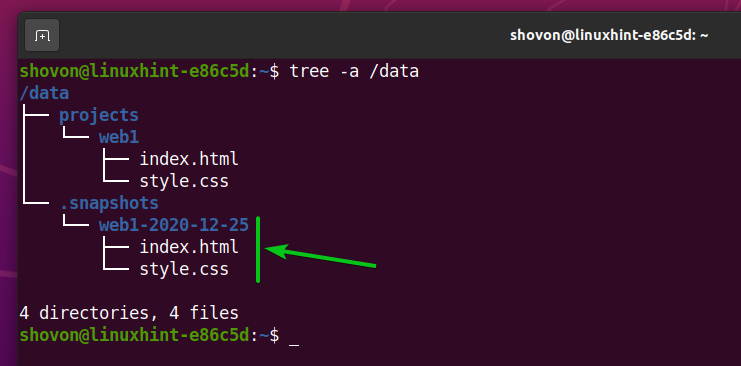 shovon@linuxhint-e86c5d: ~
shovon@linuxhint-e86c5d:~$ tree -a /data
/data
├── projects
│   └── web1
│       ├── index.html
│       └── style.css
└── .snapshots
    └── web1-2020-12-25
        ├── index.html
        └── style.css
4 directories, 4 files
shovon@linuxhint-e86c5d:~$ _